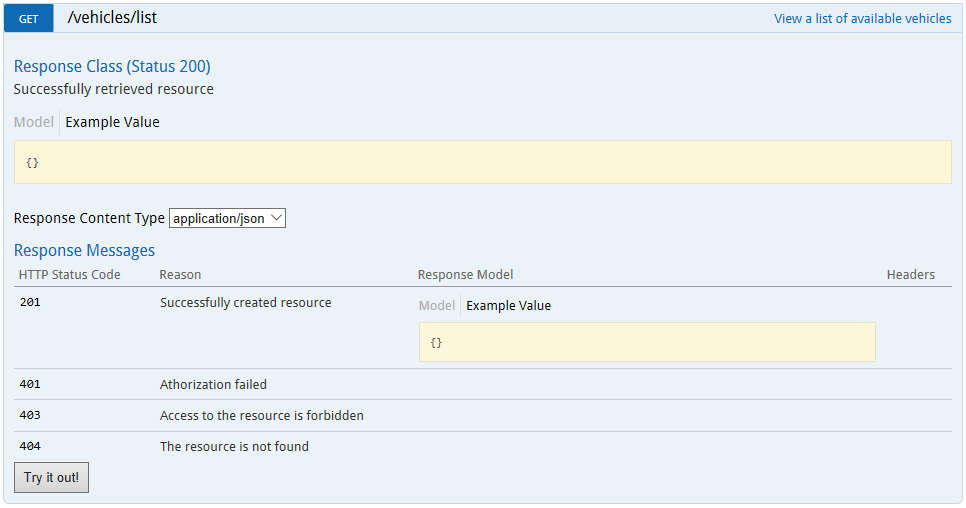 GET /vehicles/list View a list of available vehicles
Response Class (Status 200)
Successfully retrieved resource
Model Example Value
{}
Response Content Type application/json
Response Messages
HTTP Status Code Reason Response Model Headers
201 Successfully created resource Model Example Value
{}
401 Athorization failed
403 Access to the resource is forbidden
404 The resource is not found
Try it out!